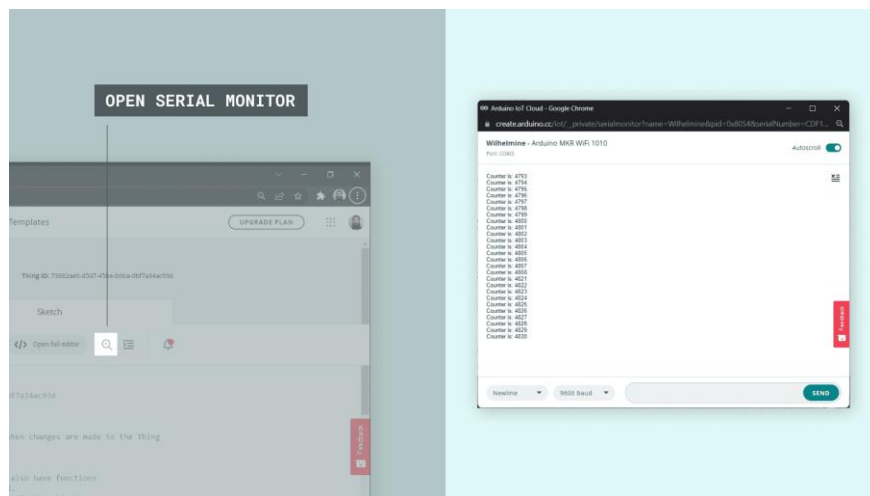 OPEN SERIAL MONITOR
Templates
UPGRADE PLAN
Thing ID:
Sketch
</> Open full editor
when changes are made to the Thing
also have functions
Feedback
Arduino IoT Cloud - Google Chrome
create.arduino.cc/iot/_private/serialmonitor?name=Wilhelmine&pid=0x8054&serialNumber=CDF1...
Wilhelmine - Arduino MKR WiFi 1010
Port: COM3
Autoscroll
Counter is: 4793
Counter is: 4794
Counter is: 4795
Counter is: 4796
Counter is: 4797
Counter is: 4798
Counter is: 4799
Counter is: 4800
Counter is: 4801
Counter is: 4802
Counter is: 4803
Counter is: 4804
Counter is: 4805
Counter is: 4806
Counter is: 4807
Counter is: 4808
Counter is: 4821
Counter is: 4822
Counter is: 4823
Counter is: 4824
Counter is: 4825
Counter is: 4826
Counter is: 4827
Counter is: 4828
Counter is: 4829
Counter is: 4830
Feedback
Newline
9600 baud
SEND